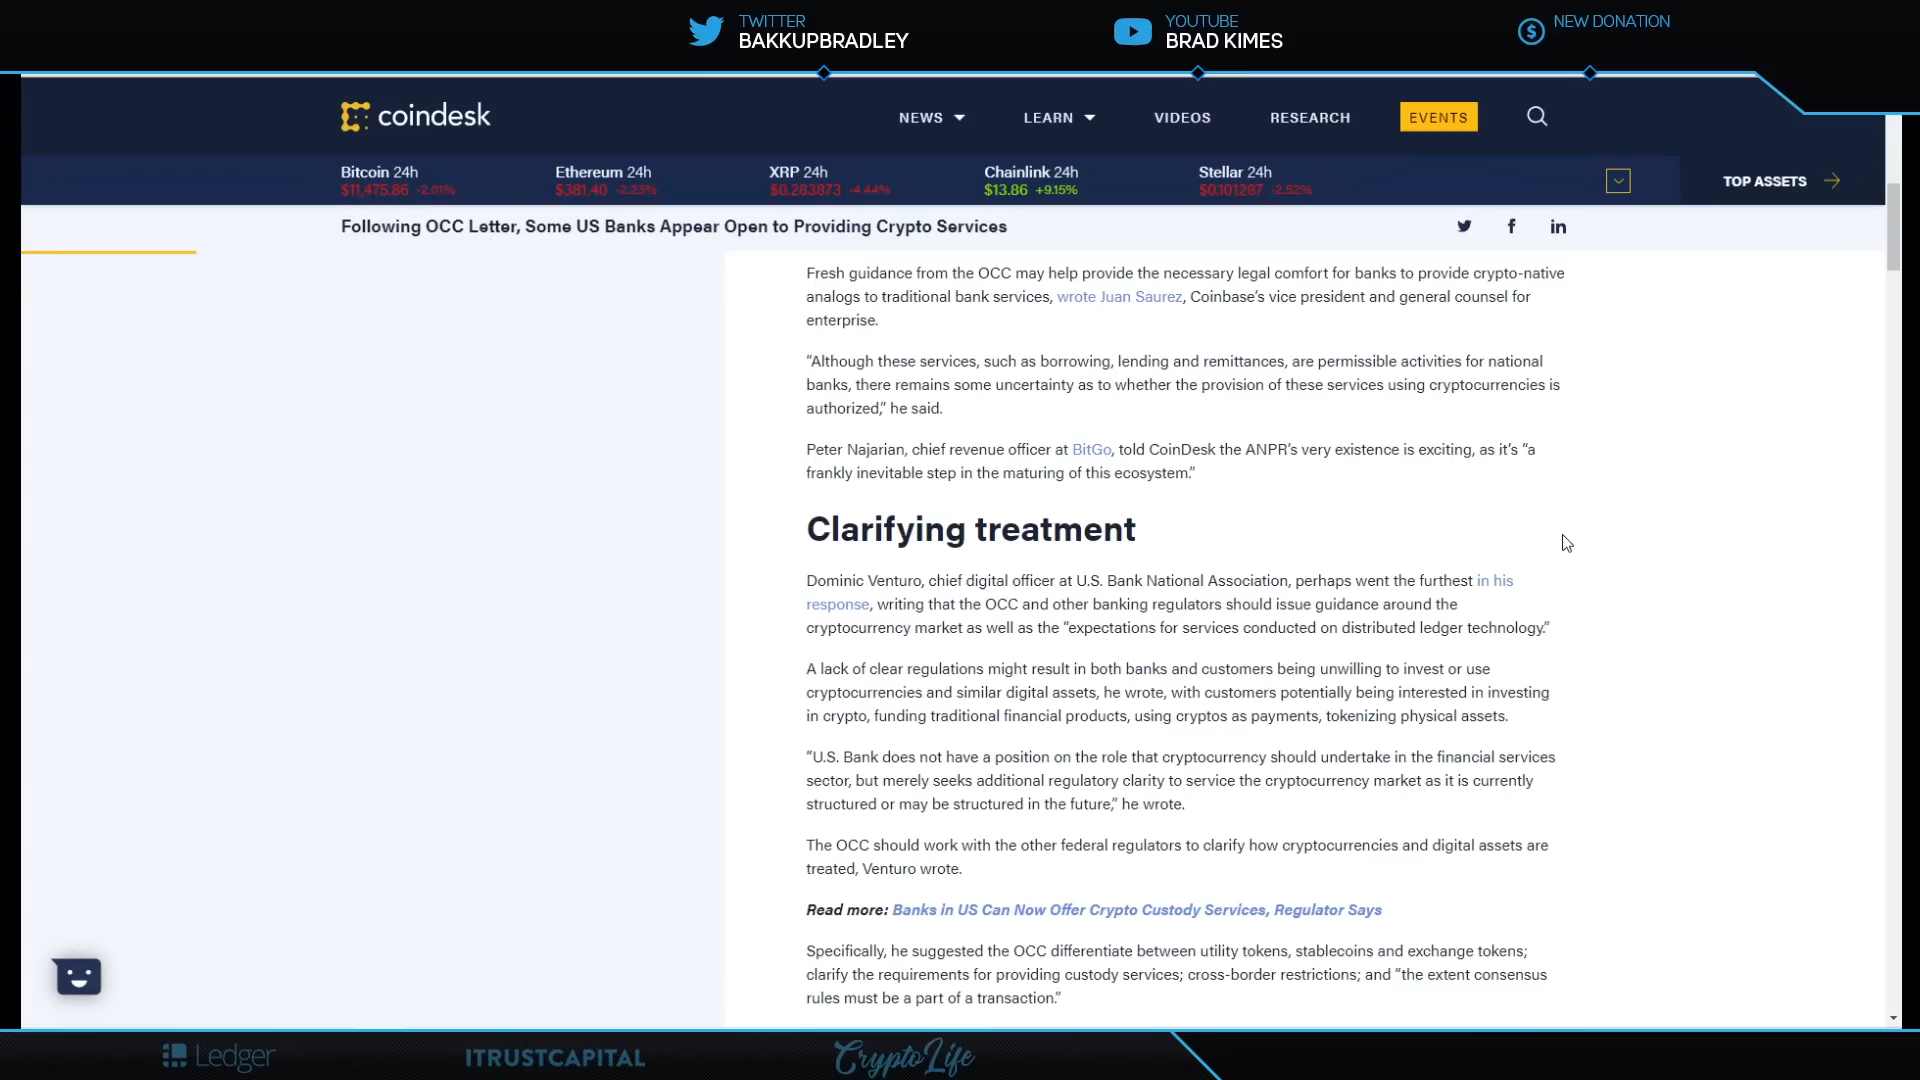 TWITTER
BAKKUPBRADLEY
YOUTUBE
BRAD KIMES
NEW DONATION
coindesk
NEWS
LEARN
VIDEOS
RESEARCH
EVENTS
Bitcoin 24h
$11,475.86 -2.01%
Ethereum 24h
$381.40 -2.23%
XRP 24h
$0.283873 -4.44%
Chainlink 24h
$13.86 +9.15%
Stellar 24h
$0.101287 -2.52%
TOP ASSETS
Following OCC Letter, Some US Banks Appear Open to Providing Crypto Services
Fresh guidance from the OCC may help provide the necessary legal comfort for banks to provide crypto-native
analogs to traditional bank services, wrote Juan Saurez, Coinbase’s vice president and general counsel for
enterprise.
“Although these services, such as borrowing, lending and remittances, are permissible activities for national
banks, there remains some uncertainty as to whether the provision of these services using cryptocurrencies is
authorized,” he said.
Peter Najarian, chief revenue officer at BitGo, told CoinDesk the ANPR’s very existence is exciting, as it’s “a
frankly inevitable step in the maturing of this ecosystem.”
Clarifying treatment
Dominic Venturo, chief digital officer at U.S. Bank National Association, perhaps went the furthest in his
response, writing that the OCC and other banking regulators should issue guidance around the
cryptocurrency market as well as the “expectations for services conducted on distributed ledger technology.”
A lack of clear regulations might result in both banks and customers being unwilling to invest or use
cryptocurrencies and similar digital assets, he wrote, with customers potentially being interested in investing
in crypto, funding traditional financial products, using cryptos as payments, tokenizing physical assets.
“U.S. Bank does not have a position on the role that cryptocurrency should undertake in the financial services
sector, but merely seeks additional regulatory clarity to service the cryptocurrency market as it is currently
structured or may be structured in the future,” he wrote.
The OCC should work with the other federal regulators to clarify how cryptocurrencies and digital assets are
treated, Venturo wrote.
Read more: Banks in US Can Now Offer Crypto Custody Services, Regulator Says
Specifically, he suggested the OCC differentiate between utility tokens, stablecoins and exchange tokens;
clarify the requirements for providing custody services; cross-border restrictions; and “the extent consensus
rules must be a part of a transaction.”
Ledger
ITRUSTCAPITAL
CryptoLife